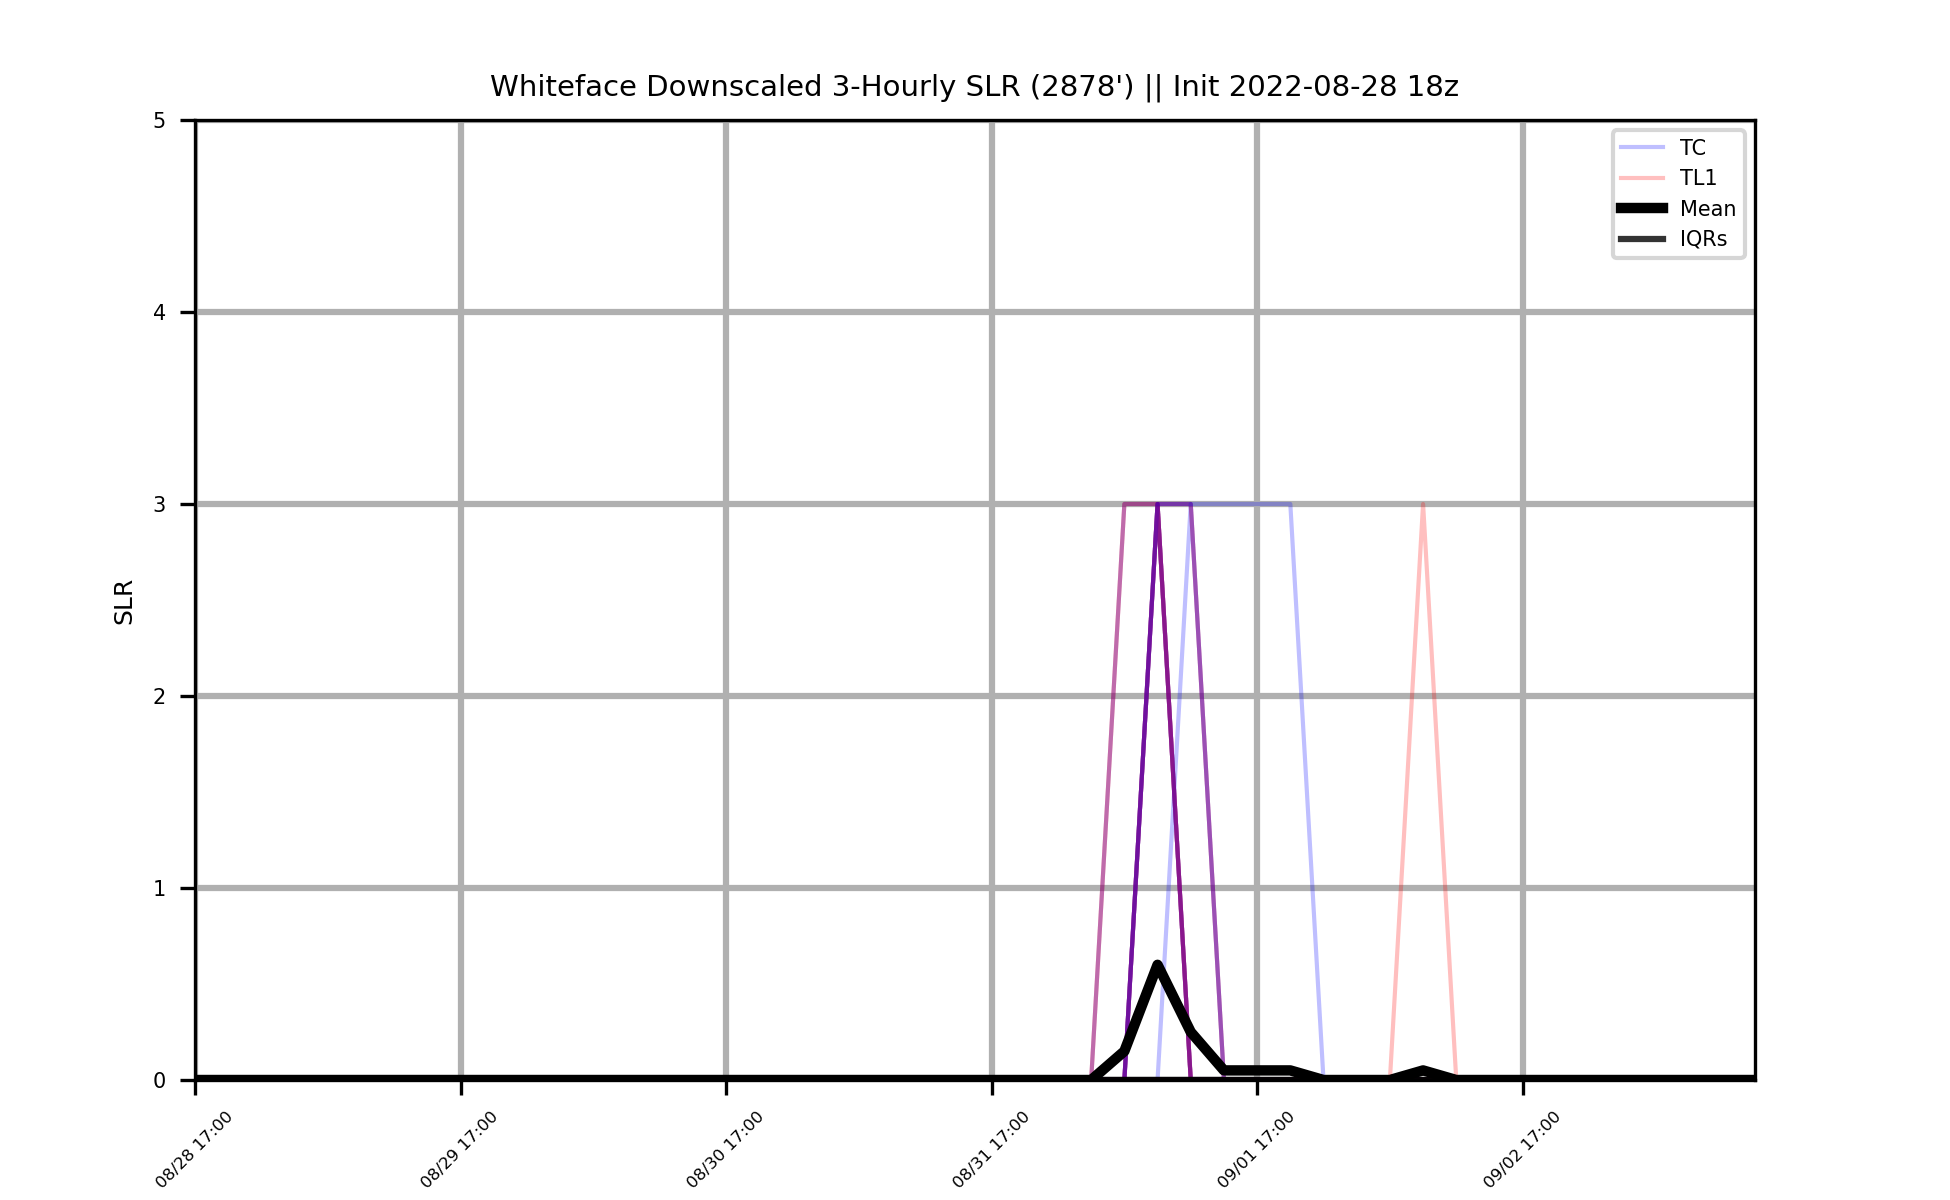 Whiteface Downscaled 3-Hourly SLR (2878') || Init 2022-08-28 18z
TC
TL1
Mean
IQRs
SLR
5
4
3
2
1
0
08/28 17:00
08/29 17:00
08/30 17:00
08/31 17:00
09/01 17:00
09/02 17:00